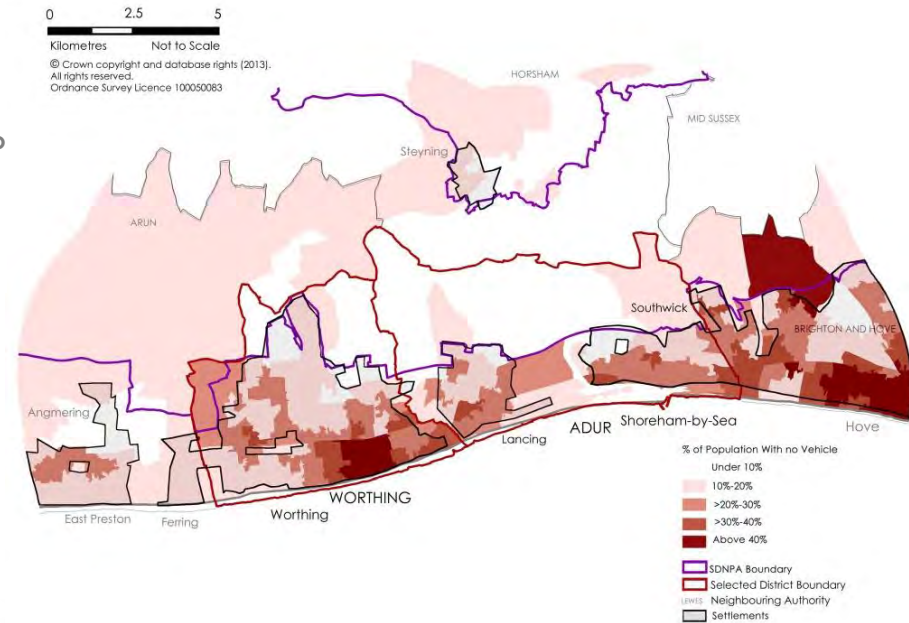 0 2.5 5
Kilometres Not to Scale
© Crown copyright and database rights (2013).
All rights reserved.
Ordnance Survey Licence 100050083
HORSHAM
MID SUSSEX
Steyning
ARUN
Southwick
BRIGHTON AND HOVE
Angmering
Lancing
ADUR
Shoreham-by-Sea
Hove
WORTHING
Worthing
East Preston
Ferring
% of Population With no Vehicle
Under 10%
10%-20%
>20%-30%
>30%-40%
Above 40%
SDNPA Boundary
Selected District Boundary
LEWES Neighbouring Authority
Settlements